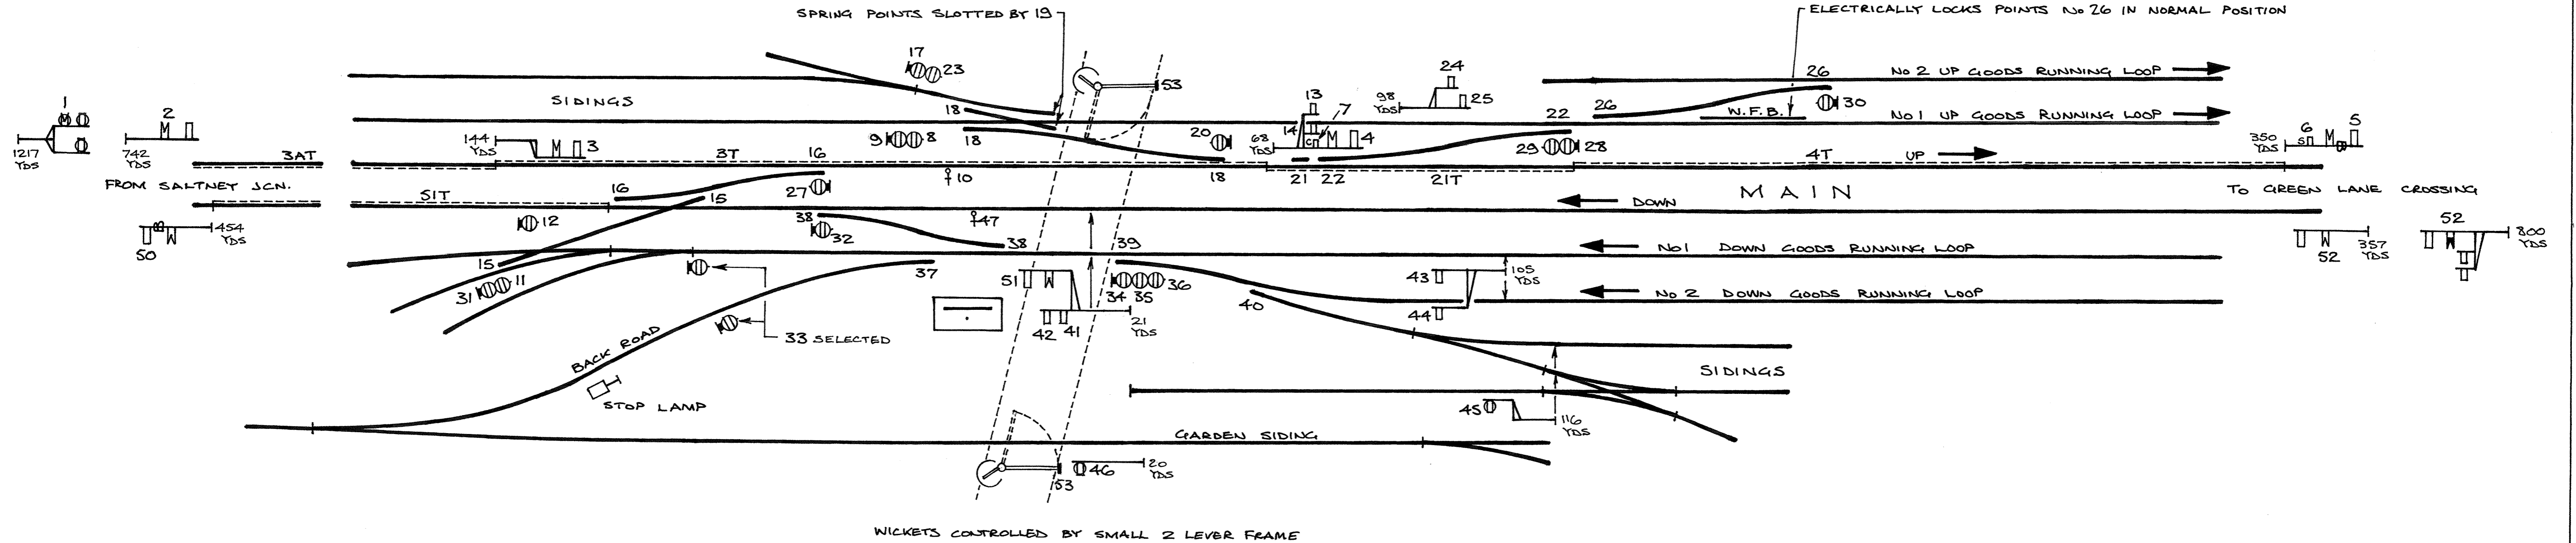 SPRING POINTS SLOTTED BY 19
ELECTRICALLY LOCKS POINTS No 26 IN NORMAL POSITION
17
23
53
24
26
No 2 UP GOODS RUNNING LOOP
SIDINGS
1
M
2
M
18
13
7
98 YDS
25
22
26
30
W.F.B.
No 1 UP GOODS RUNNING LOOP
6
5
1217 YDS
742 YDS
144 YDS
M
3
9
8
18
20
68 YDS
14
C
M
4
29
28
350 YDS
S
M
3AT
3T
16
4T
UP
FROM SALTNEY JCN.
10
18
21
22
21T
51T
16
15
27
MAIN
TO GREEN LANE CROSSING
12
38
47
DOWN
454 YDS
W
50
32
38
39
No 1 DOWN GOODS RUNNING LOOP
W
52
357 YDS
52
W
800 YDS
15
31
11
37
51
W
34
35
36
43
105 YDS
40
44
No 2 DOWN GOODS RUNNING LOOP
42
41
21 YDS
33 SELECTED
BACK ROAD
STOP LAMP
SIDINGS
45
116 YDS
GARDEN SIDING
46
20 YDS
53
WICKETS CONTROLLED BY SMALL 2 LEVER FRAME